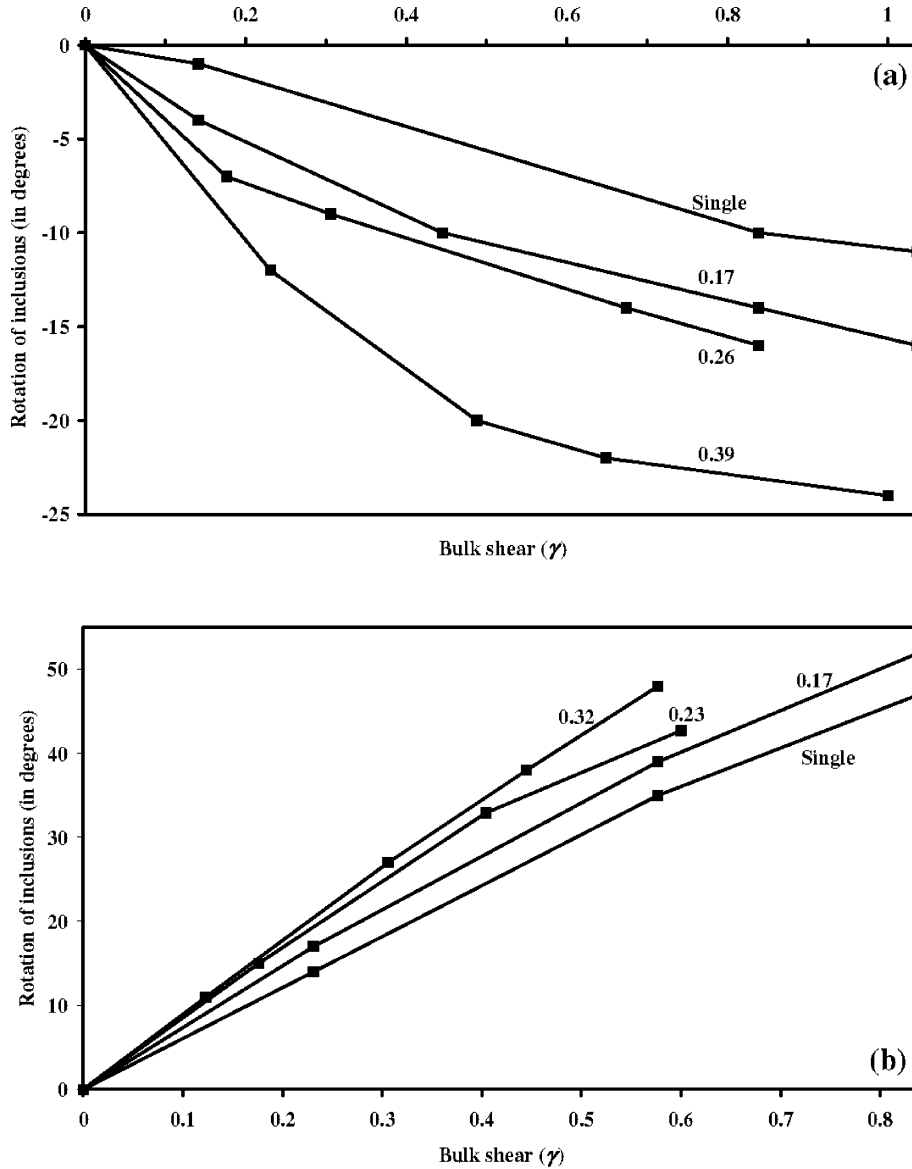 0 0.2 0.4 0.6 0.8 1
0
-5
-10
-15
-20
-25
Rotation of inclusions (in degrees)
(a)
Single
0.17
0.26
0.39
Bulk shear (γ)
50
40
30
20
10
0
Rotation of inclusions (in degrees)
0.32
0.23
0.17
Single
(b)
0 0.1 0.2 0.3 0.4 0.5 0.6 0.7 0.8
Bulk shear (γ)